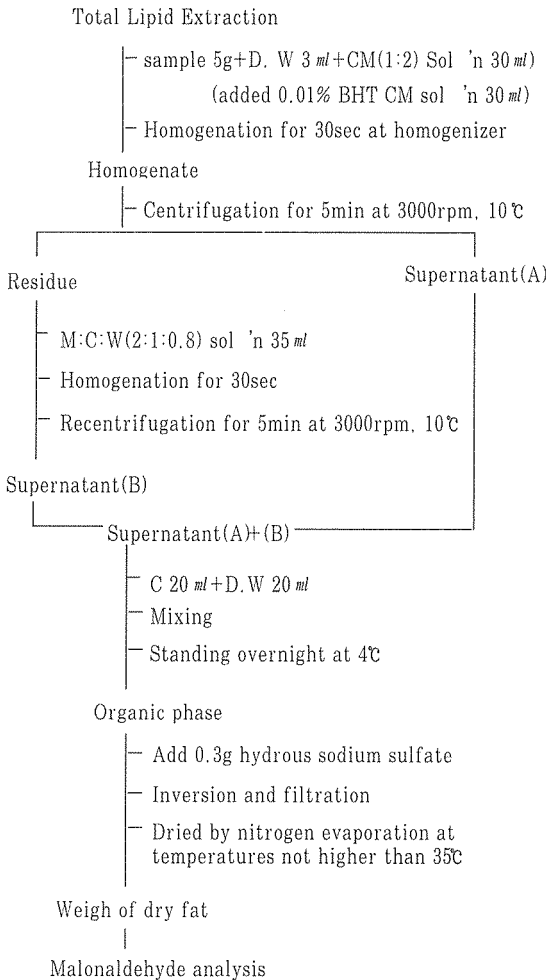 Total Lipid Extraction
sample 5g+D. W 3 ml+CM(1:2) Sol 'n 30 ml)
(added 0.01% BHT CM sol 'n 30 ml)
Homogenation for 30sec at homogenizer
Homogenate
Centrifugation for 5min at 3000rpm, 10℃
Residue
Supernatant(A)
M:C:W(2:1:0.8) sol 'n 35 ml
Homogenation for 30sec
Recentrifugation for 5min at 3000rpm, 10℃
Supernatant(B)
Supernatant(A)+(B)
C 20 ml+D.W 20 ml
Mixing
Standing overnight at 4℃
Organic phase
Add 0.3g hydrous sodium sulfate
Inversion and filtration
Dried by nitrogen evaporation at
temperatures not higher than 35℃
Weigh of dry fat
Malonaldehyde analysis